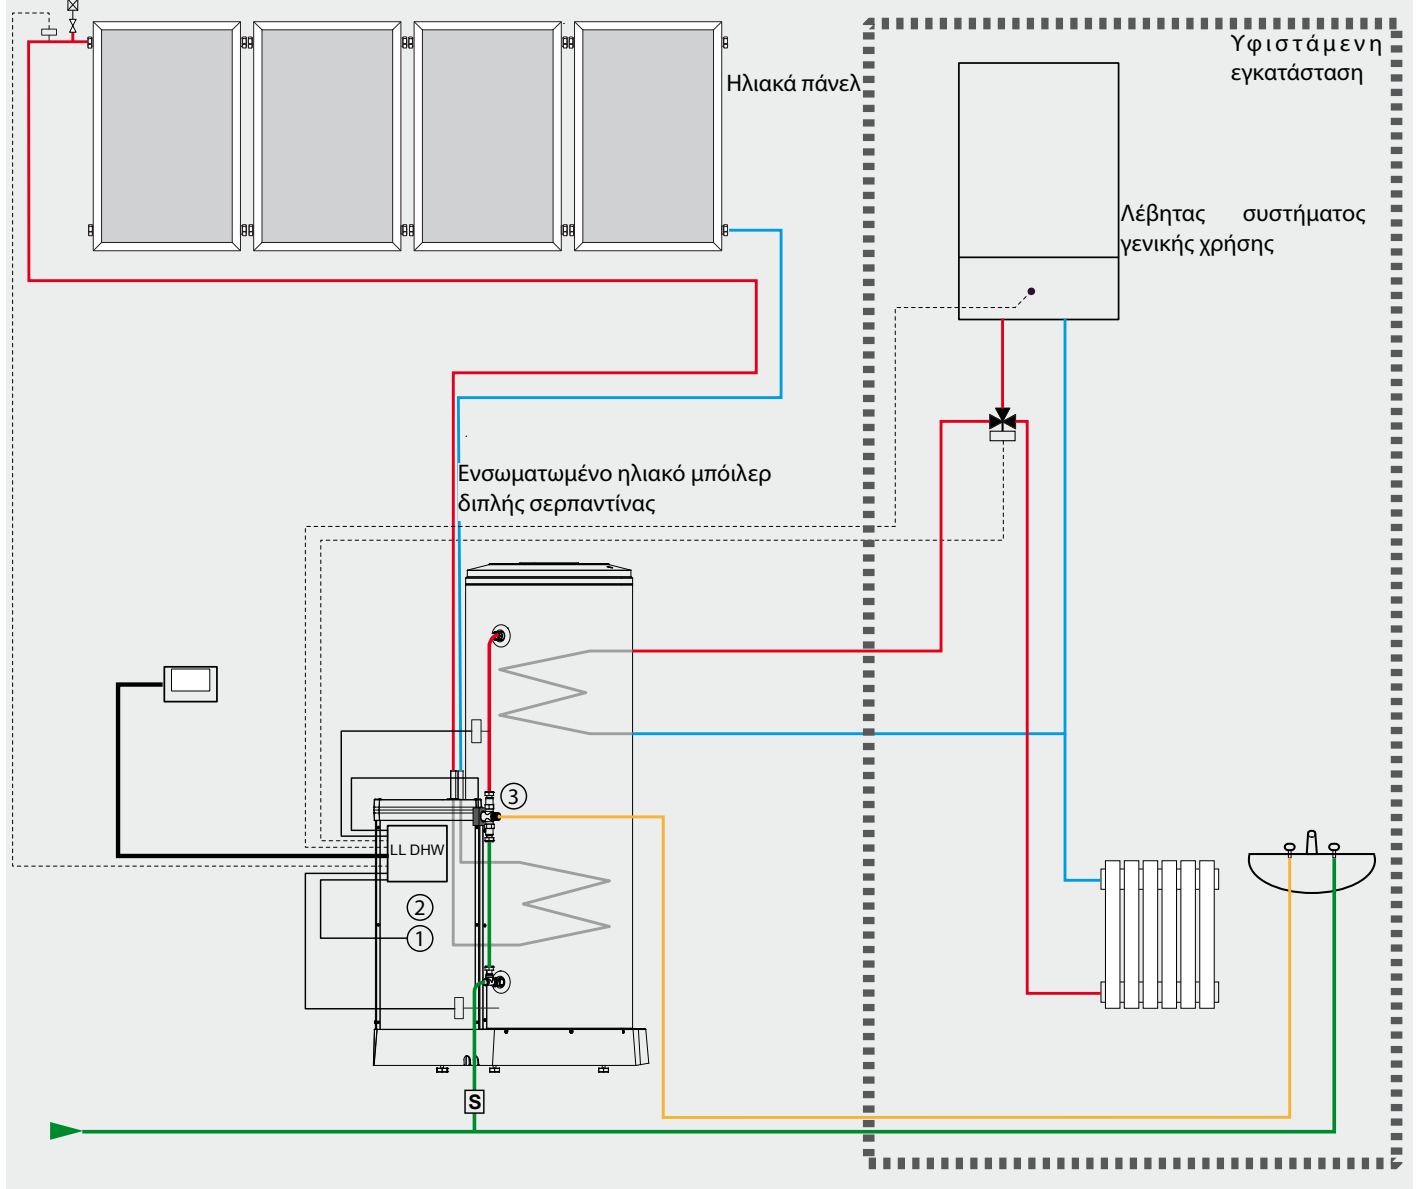 Υφιστάμενη
εγκατάσταση
Ηλιακά πάνελ
Λέβητας συστήματος
γενικής χρήσης
Ενσωματωμένο ηλιακό μπόιλερ
διπλής σερπαντίνας
3
LL DHW
2
1
S